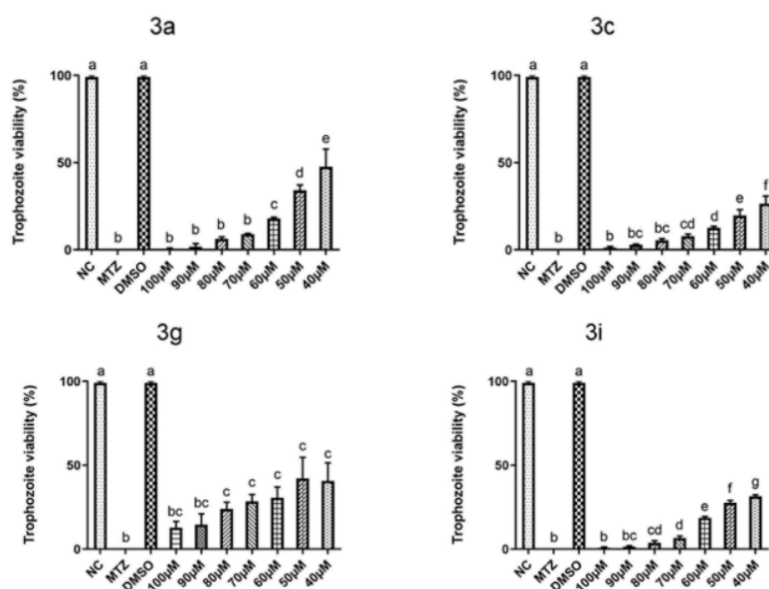 3a
Trophozoite viability (%)
100
50
0
a
b
a
b
b
b
b
c
d
e
NC
MTZ
DMSO
100µM
90µM
80µM
70µM
60µM
50µM
40µM
3c
Trophozoite viability (%)
100
50
0
a
b
a
b
bc
bc
cd
d
e
f
NC
MTZ
DMSO
100µM
90µM
80µM
70µM
60µM
50µM
40µM
3g
Trophozoite viability (%)
100
50
0
a
b
a
bc
bc
c
c
c
c
c
NC
MTZ
DMSO
100µM
90µM
80µM
70µM
60µM
50µM
40µM
3i
Trophozoite viability (%)
100
50
0
a
b
a
b
bc
cd
d
e
f
g
NC
MTZ
DMSO
100µM
90µM
80µM
70µM
60µM
50µM
40µM